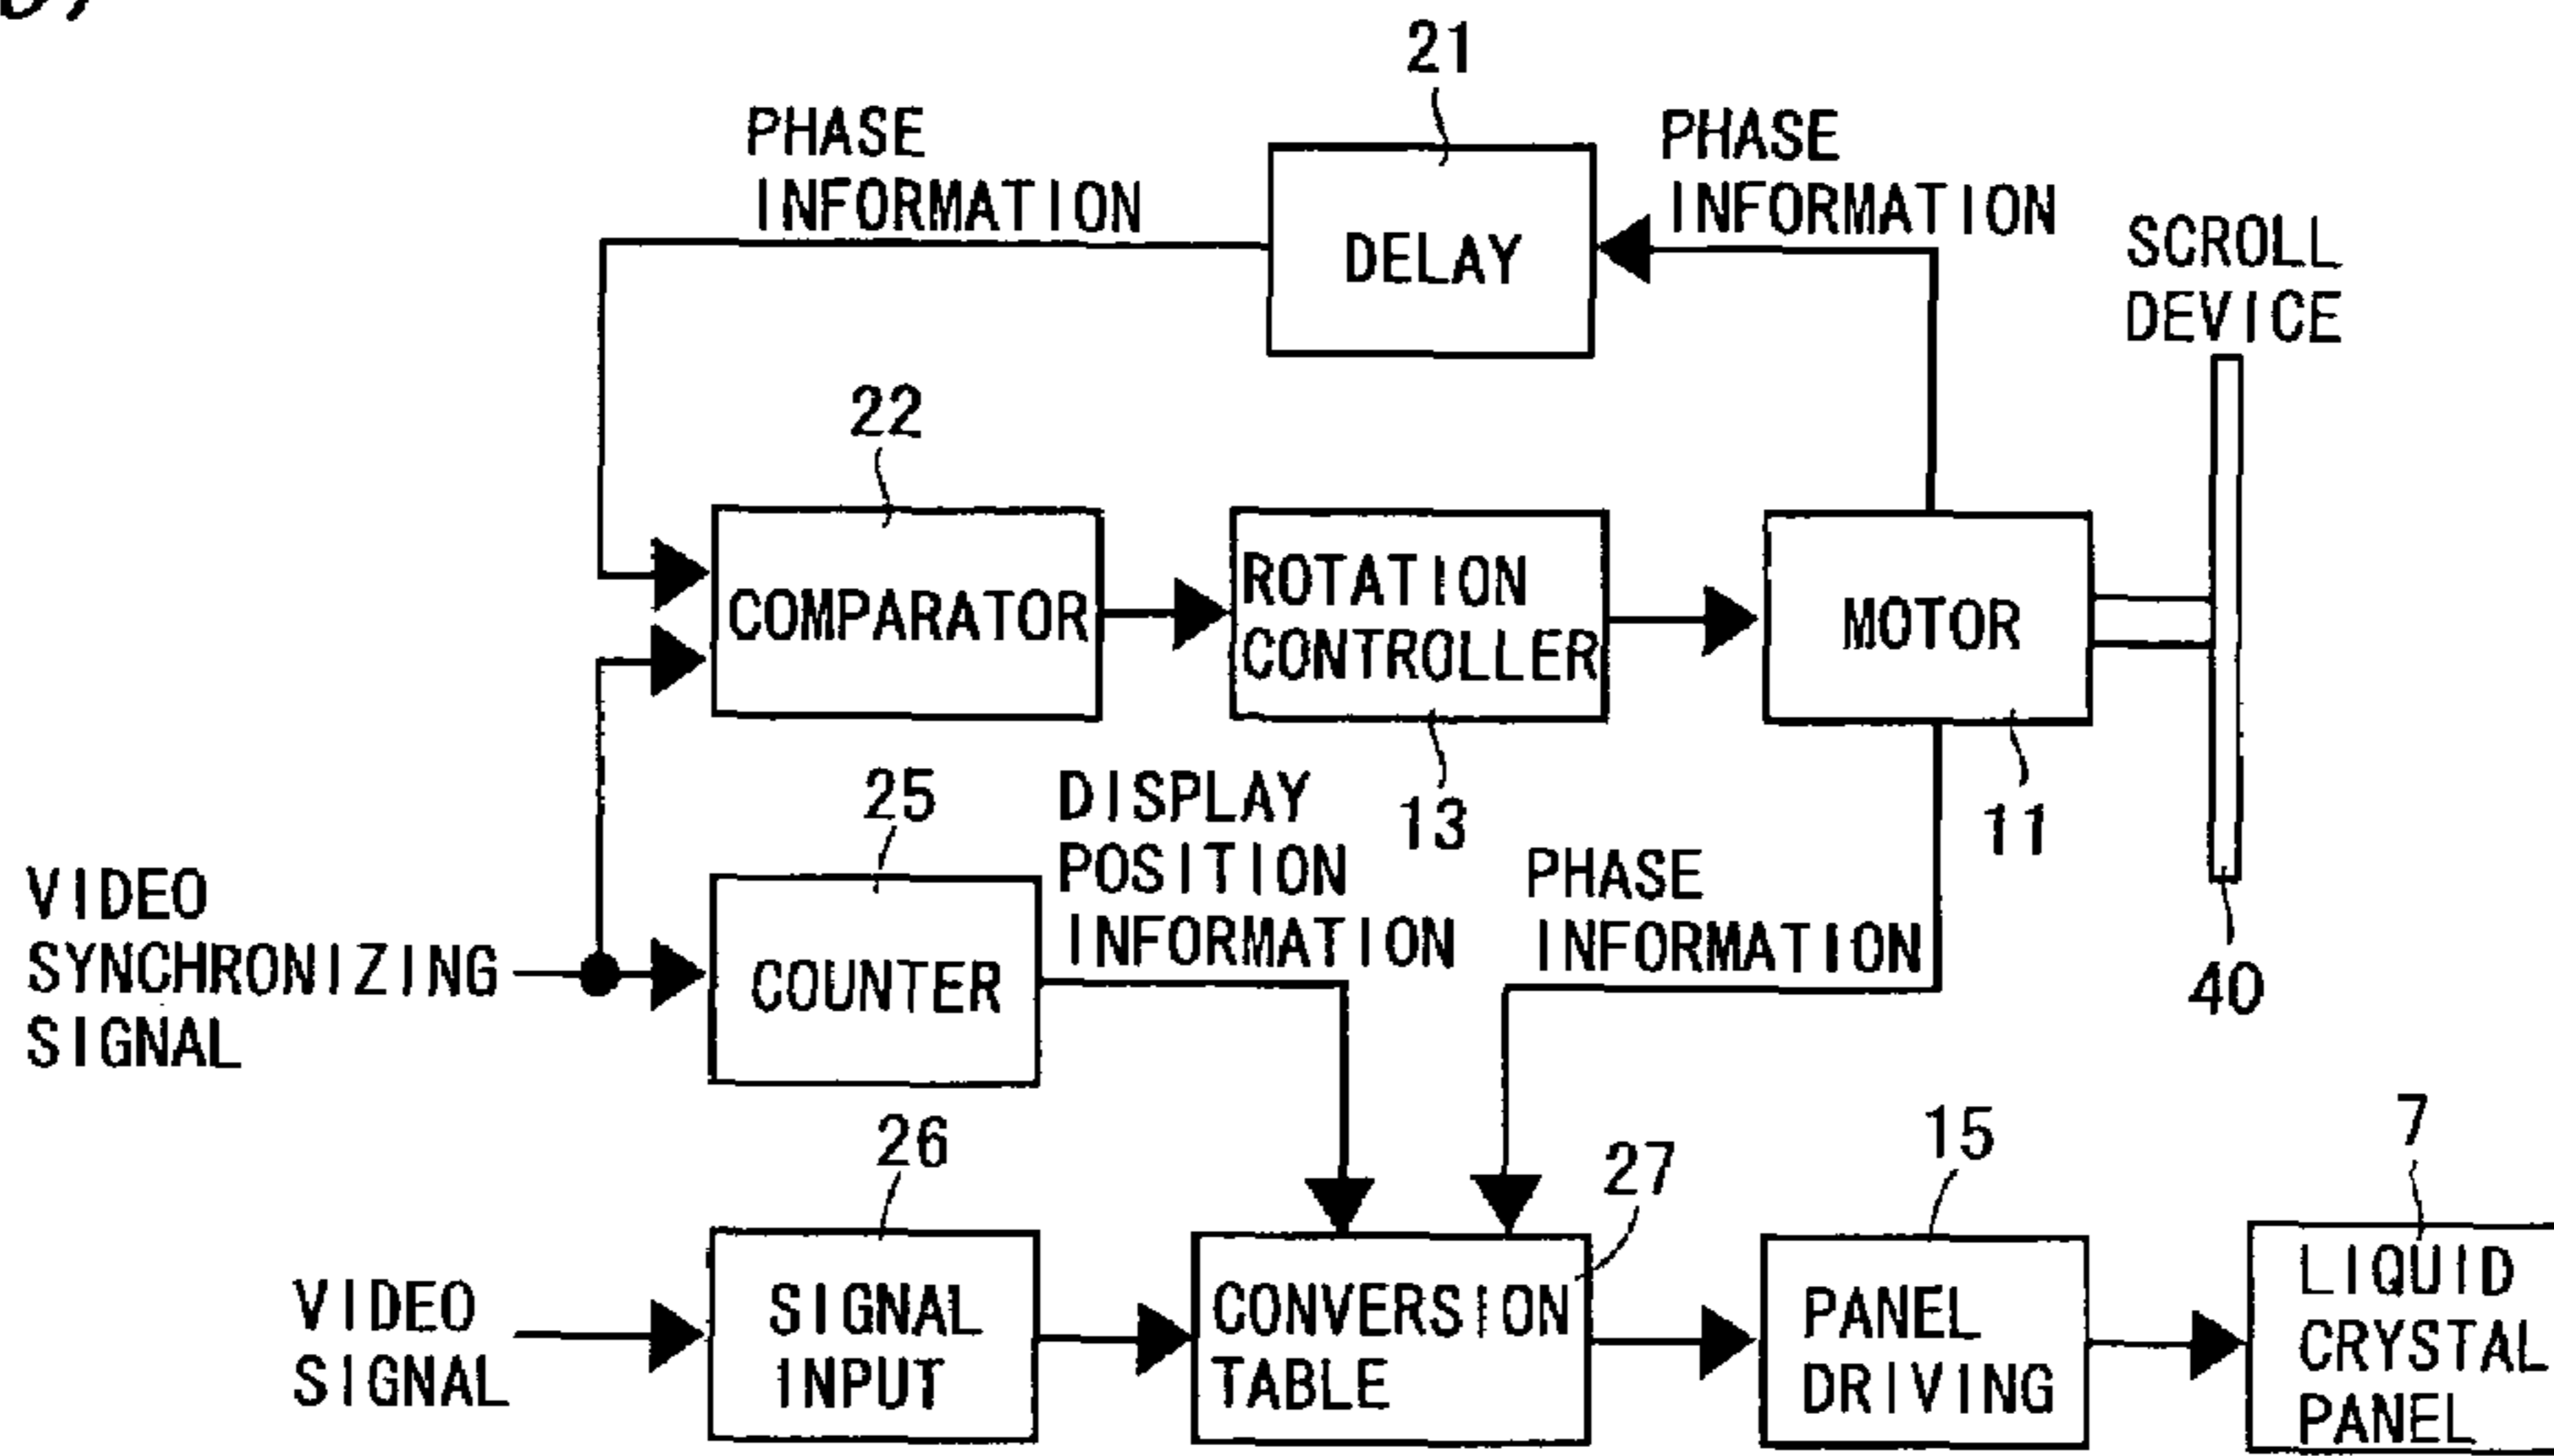 21
PHASE
INFORMATION
DELAY
PHASE
INFORMATION
SCROLL
DEVICE
22
COMPARATOR
ROTATION
CONTROLLER
13
MOTOR
11
40
VIDEO
SYNCHRONIZING
SIGNAL
25
COUNTER
DISPLAY
POSITION
INFORMATION
PHASE
INFORMATION
VIDEO
SIGNAL
26
SIGNAL
INPUT
27
CONVERSION
TABLE
15
PANEL
DRIVING
7
LIQUID
CRYSTAL
PANEL